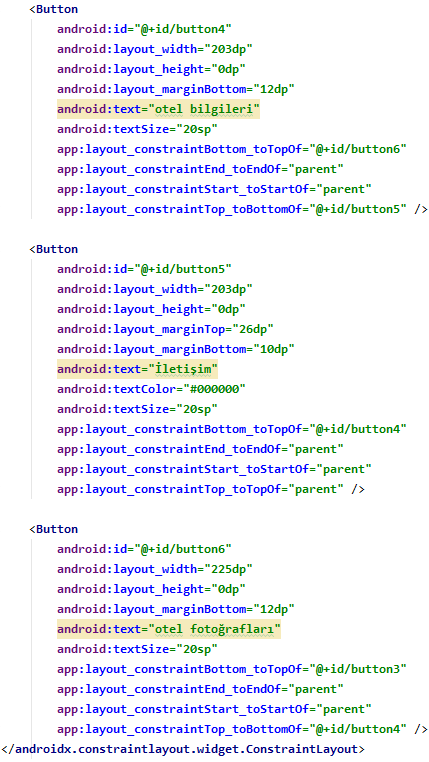 <Button
android:id="@+id/button4"
android:layout_width="203dp"
android:layout_height="0dp"
android:layout_marginBottom="12dp"
android:text="otel bilgileri"
android:textSize="20sp"
app:layout_constraintBottom_toTopOf="@+id/button6"
app:layout_constraintEnd_toEndOf="parent"
app:layout_constraintStart_toStartOf="parent"
app:layout_constraintTop_toBottomOf="@+id/button5" />
<Button
android:id="@+id/button5"
android:layout_width="203dp"
android:layout_height="0dp"
android:layout_marginTop="26dp"
android:layout_marginBottom="10dp"
android:text="İletişim"
android:textColor="#000000"
android:textSize="20sp"
app:layout_constraintBottom_toTopOf="@+id/button4"
app:layout_constraintEnd_toEndOf="parent"
app:layout_constraintStart_toStartOf="parent"
app:layout_constraintTop_toTopOf="parent" />
<Button
android:id="@+id/button6"
android:layout_width="225dp"
android:layout_height="0dp"
android:layout_marginBottom="12dp"
android:text="otel fotoğrafları"
android:textSize="20sp"
app:layout_constraintBottom_toTopOf="@+id/button3"
app:layout_constraintEnd_toEndOf="parent"
app:layout_constraintStart_toStartOf="parent"
app:layout_constraintTop_toBottomOf="@+id/button4" />
</androidx.constraintlayout.widget.ConstraintLayout>